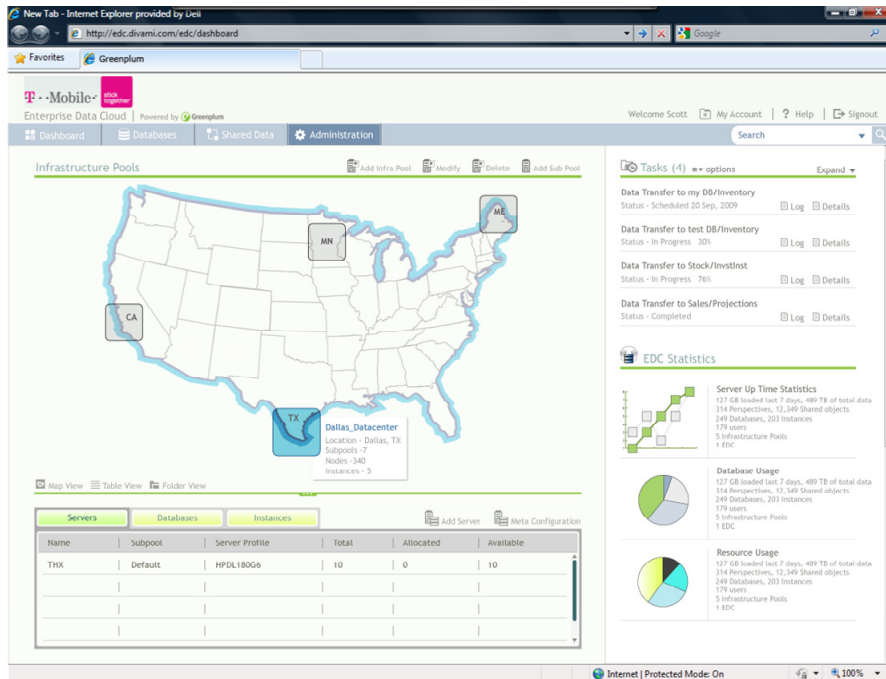 New Tab - Internet Explorer provided by Dell
http://edc.divami.com/edc/dashboard
Google
Favorites
Greenplum
T - -Mobile-
stick together
Enterprise Data Cloud | Powered by Greenplum
Welcome Scott
My Account | ? Help | Signout
Dashboard
Databases
Shared Data
Administration
Search
Infrastructure Pools
Add Infra Pool
Modify
Delete
Add Sub Pool
ME
MN
CA
TX
Dallas_Datacenter
Location - Dallas, TX
Subpools -7
Nodes -340
Instances - 5
Map View
Table View
Folder View
Servers
Databases
Instances
Add Server
Meta Configuration
Name | Subpool | Server Profile | Total | Allocated | Available
THX | Default | HPDL180G6 | 10 | 0 | 10
Tasks (4)
options
Expand
Data Transfer to my DB/Inventory
Status - Scheduled 20 Sep, 2009
Log
Details
Data Transfer to test DB/Inventory
Status - In Progress 30%
Log
Details
Data Transfer to Stock/InvstInst
Status - In Progress 76%
Log
Details
Data Transfer to Sales/Projections
Status - Completed
Log
Details
EDC Statistics
Server Up Time Statistics
127 GB loaded last 7 days, 489 TB of total data
314 Perspectives, 12,349 Shared objects
249 Databases, 203 Instances
179 users
5 Infrastructure Pools
1 EDC
Database Usage
127 GB loaded last 7 days, 489 TB of total data
314 Perspectives, 12,349 Shared objects
249 Databases, 203 Instances
179 users
5 Infrastructure Pools
1 EDC
Resource Usage
127 GB loaded last 7 days, 489 TB of total data
314 Perspectives, 12,349 Shared objects
249 Databases, 203 Instances
179 users
5 Infrastructure Pools
1 EDC
Internet | Protected Mode: On
100%